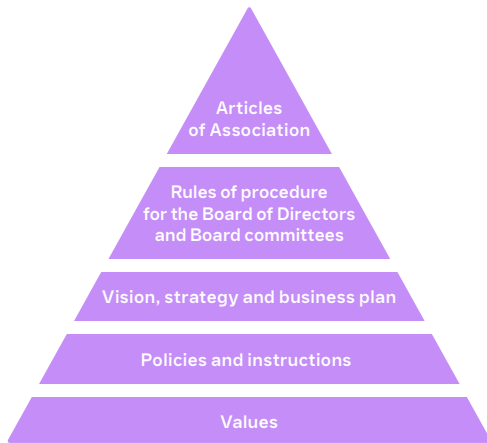 Articles
of Association
Rules of procedure
for the Board of Directors
and Board committees
Vision, strategy and business plan
Policies and instructions
Values